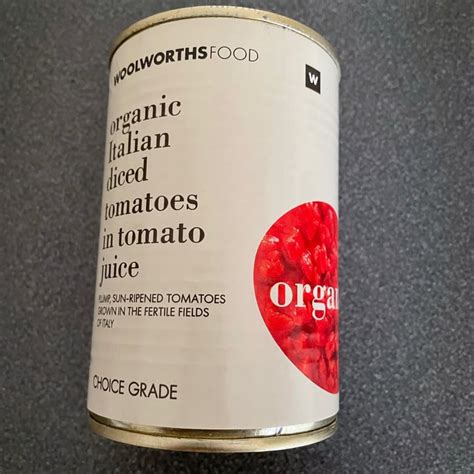 WOOLWORTHSFOOD
W
organic
Italian
diced
tomatoes
in tomato
juice
PLUMP, SUN-RIPENED TOMATOES
GROWN IN THE FERTILE FIELDS
OF ITALY
orga
CHOICE GRADE